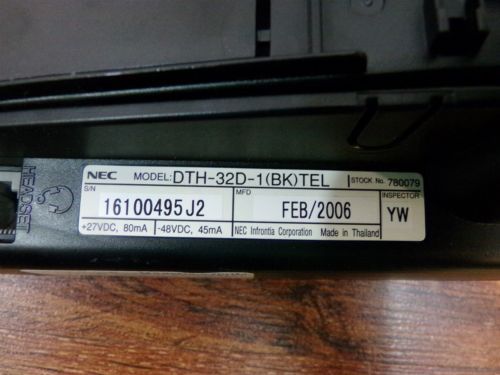 NEC MODEL: DTH-32D-1(BK)TEL STOCK No. 780079
S/N 16100495J2 MFD FEB/2006 INSPECTOR YW
+27VDC, 80mA -48VDC, 45mA NEC Infrontia Corporation Made in Thailand
HEADSET